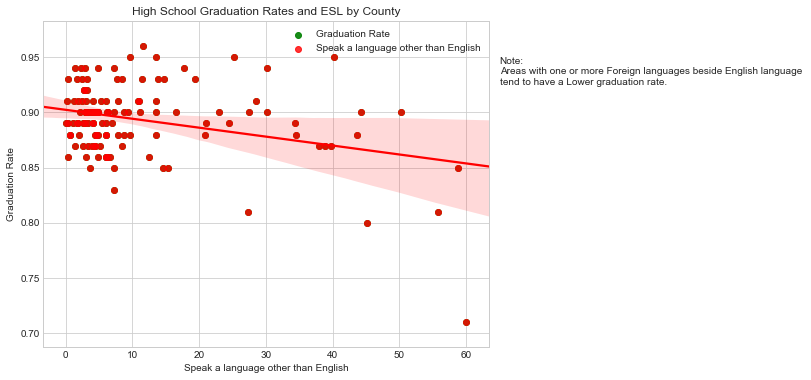 High School Graduation Rates and ESL by County
Graduation Rate
Speak a language other than English
Note:
Areas with one or more Foreign languages beside English language
tend to have a Lower graduation rate.
0.95
0.90
0.85
0.80
0.75
0.70
Graduation Rate
0 10 20 30 40 50 60
Speak a language other than English